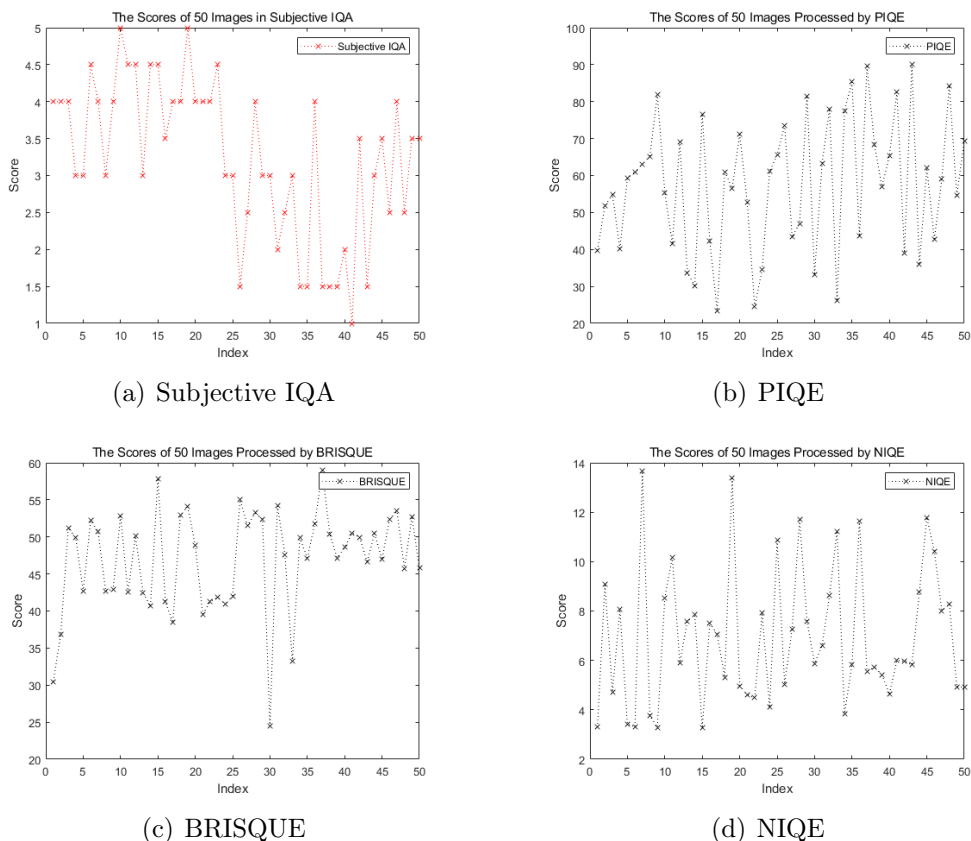 The Scores of 50 Images in Subjective IQA
Subjective IQA
5
4.5
4
3.5
3
2.5
2
1.5
1
Score
0 5 10 15 20 25 30 35 40 45 50
Index
(a) Subjective IQA
The Scores of 50 Images Processed by PIQE
PIQE
100
90
80
70
60
50
40
30
20
Score
0 5 10 15 20 25 30 35 40 45 50
Index
(b) PIQE
The Scores of 50 Images Processed by BRISQUE
BRISQUE
60
55
50
45
40
35
30
25
20
Score
0 5 10 15 20 25 30 35 40 45 50
Index
(c) BRISQUE
The Scores of 50 Images Processed by NIQE
NIQE
14
12
10
8
6
4
2
Score
0 5 10 15 20 25 30 35 40 45 50
Index
(d) NIQE